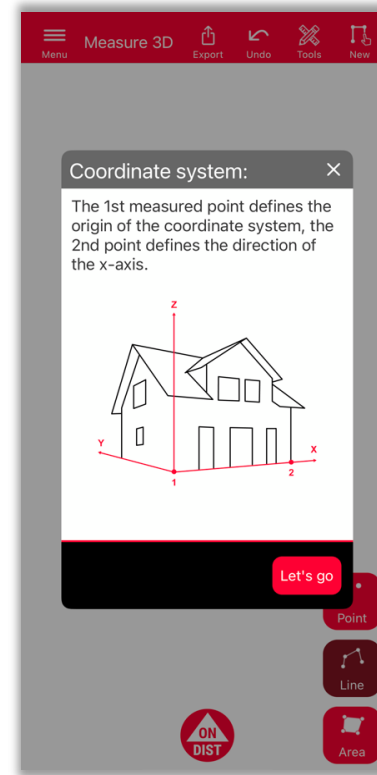 Menu
Measure 3D
Export
Undo
Tools
New
Coordinate system:
The 1st measured point defines the
origin of the coordinate system, the
2nd point defines the direction of
the x-axis.
Z
Y
X
1
2
Let's go
Point
Line
ON
DIST
Area